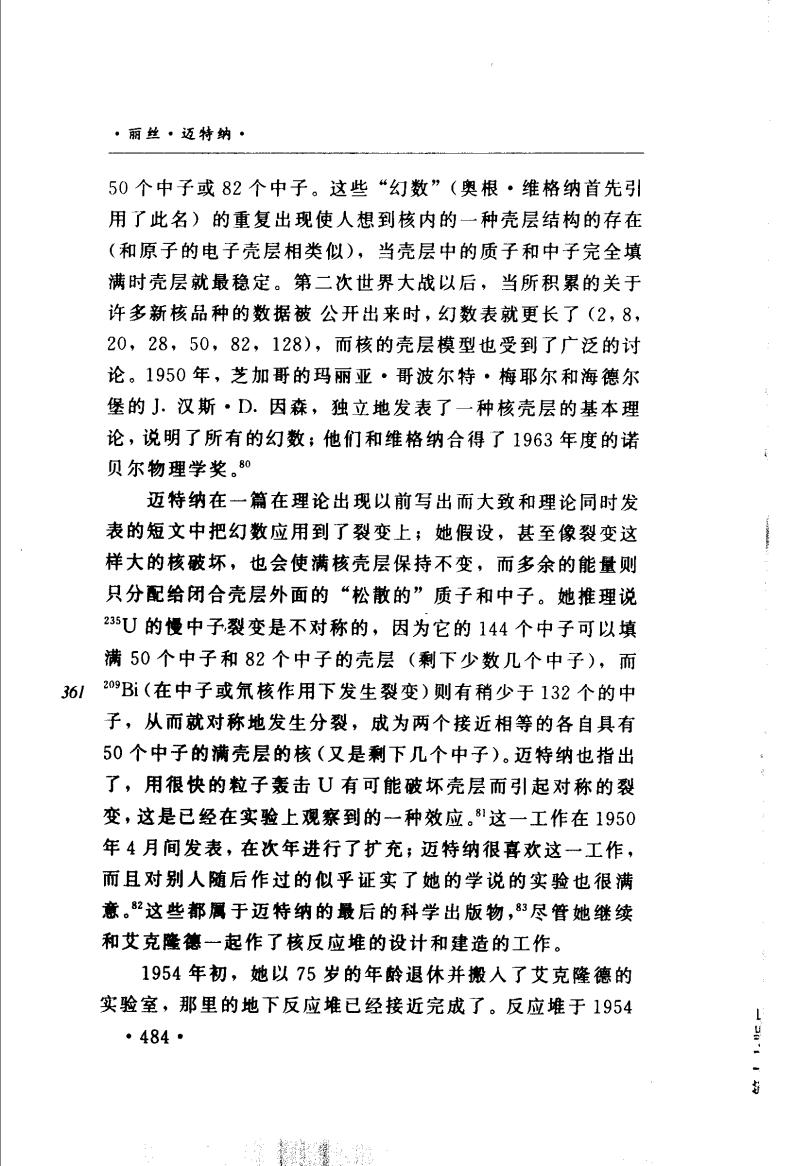 ·丽丝·迈特纳·
50个中子或82个中子。这些“幻数”（奥根·维格纳首先引
用了此名）的重复出现使人想到核内的一种壳层结构的存在
（和原子的电子壳层相类似），当壳层中的质子和中子完全填
满时壳层就最稳定。第二次世界大战以后，当所积累的关于
许多新核品种的数据被 公开出来时，幻数表就更长了（2，8，
20，28，50，82，128），而核的壳层模型也受到了广泛的讨
论。1950年，芝加哥的玛丽亚·哥波尔特·梅耶尔和海德尔
堡的J. 汉斯·D. 因森，独立地发表了一种核壳层的基本理
论，说明了所有的幻数；他们和维格纳合得了1963年度的诺
贝尔物理学奖。⁸⁰
迈特纳在一篇在理论出现以前写出而大致和理论同时发
表的短文中把幻数应用到了裂变上；她假设，甚至像裂变这
样大的核破坏，也会使满核壳层保持不变，而多余的能量则
只分配给闭合壳层外面的“松散的”质子和中子。她推理说
²³⁵U的慢中子裂变是不对称的，因为它的144个中子可以填
满50个中子和82个中子的壳层（剩下少数几个中子），而
361 ²⁰⁹Bi（在中子或氘核作用下发生裂变）则有稍少于132个的中
子，从而就对称地发生分裂，成为两个接近相等的各自具有
50个中子的满壳层的核（又是剩下几个中子）。迈特纳也指出
了，用很快的粒子轰击U有可能破坏壳层而引起对称的裂
变，这是已经在实验上观察到的一种效应。⁸¹这一工作在1950
年4月间发表，在次年进行了扩充；迈特纳很喜欢这一工作，
而且对别人随后作过的似乎证实了她的学说的实验也很满
意。⁸²这些都属于迈特纳的最后的科学出版物，⁸³尽管她继续
和艾克隆德一起作了核反应堆的设计和建造的工作。
1954年初，她以75岁的年龄退休并搬入了艾克隆德的
实验室，那里的地下反应堆已经接近完成了。反应堆于1954
·484·